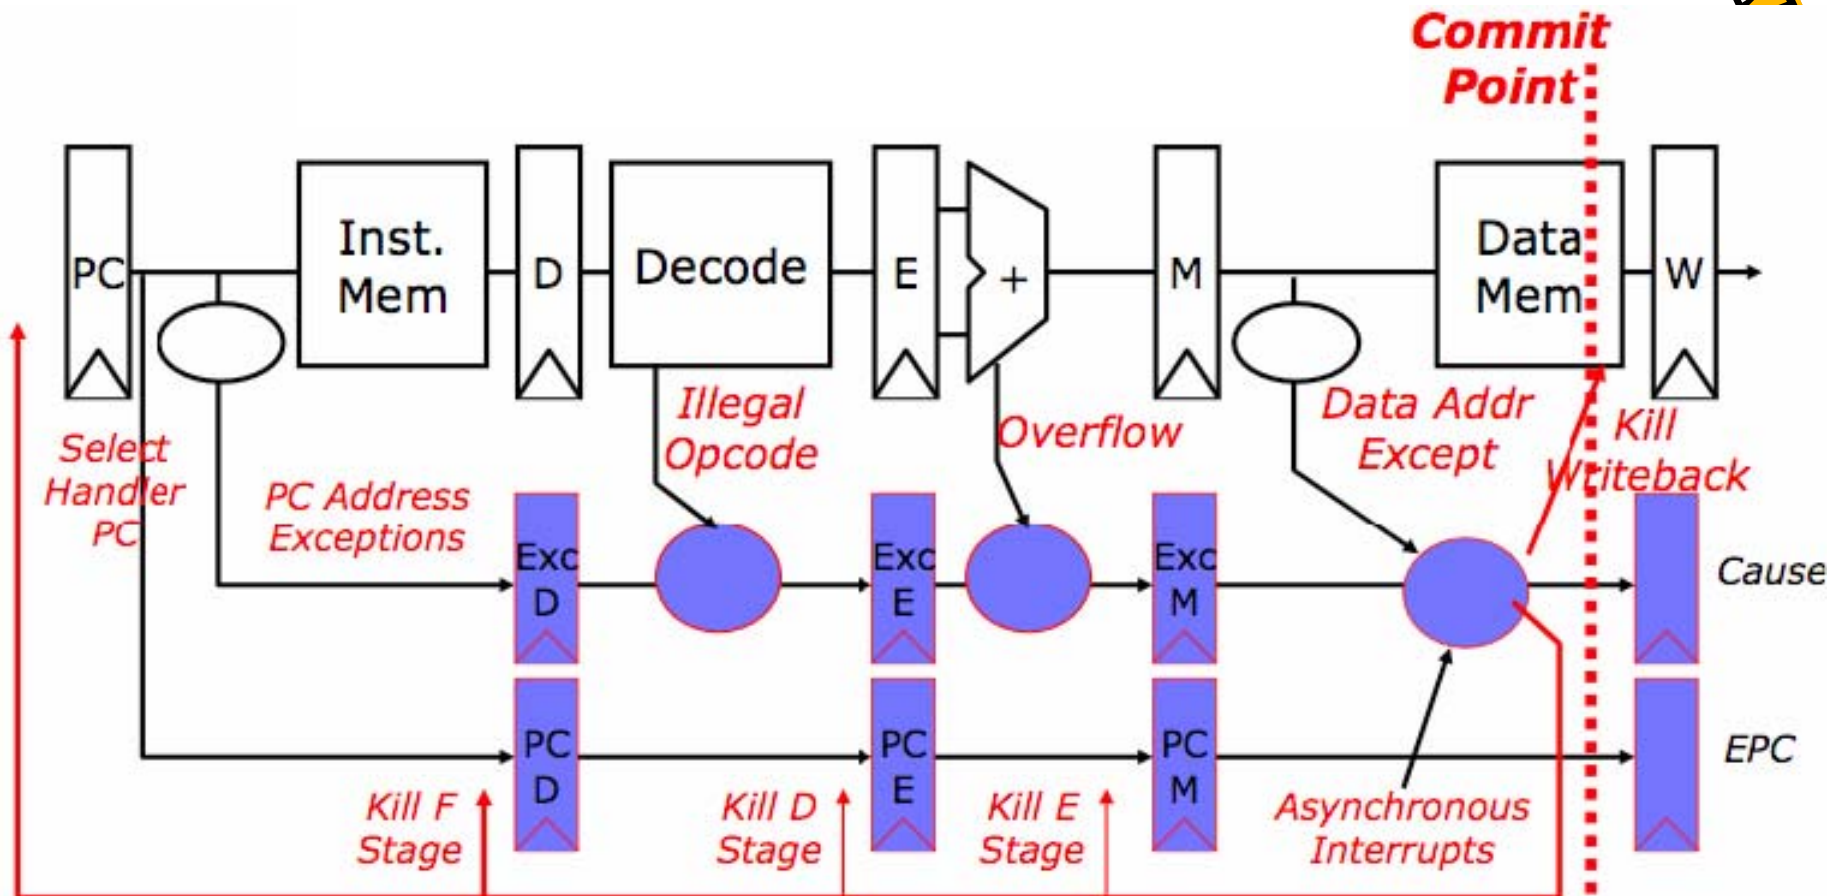 Commit
Point
PC
Inst.
Mem
D
Decode
E
+
M
Data
Mem
W
Select
Handler
PC
PC Address
Exceptions
Illegal
Opcode
Overflow
Data Addr
Except
Kill
Writeback
Exc
D
Exc
E
Exc
M
Cause
PC
D
PC
E
PC
M
EPC
Kill F
Stage
Kill D
Stage
Kill E
Stage
Asynchronous
Interrupts